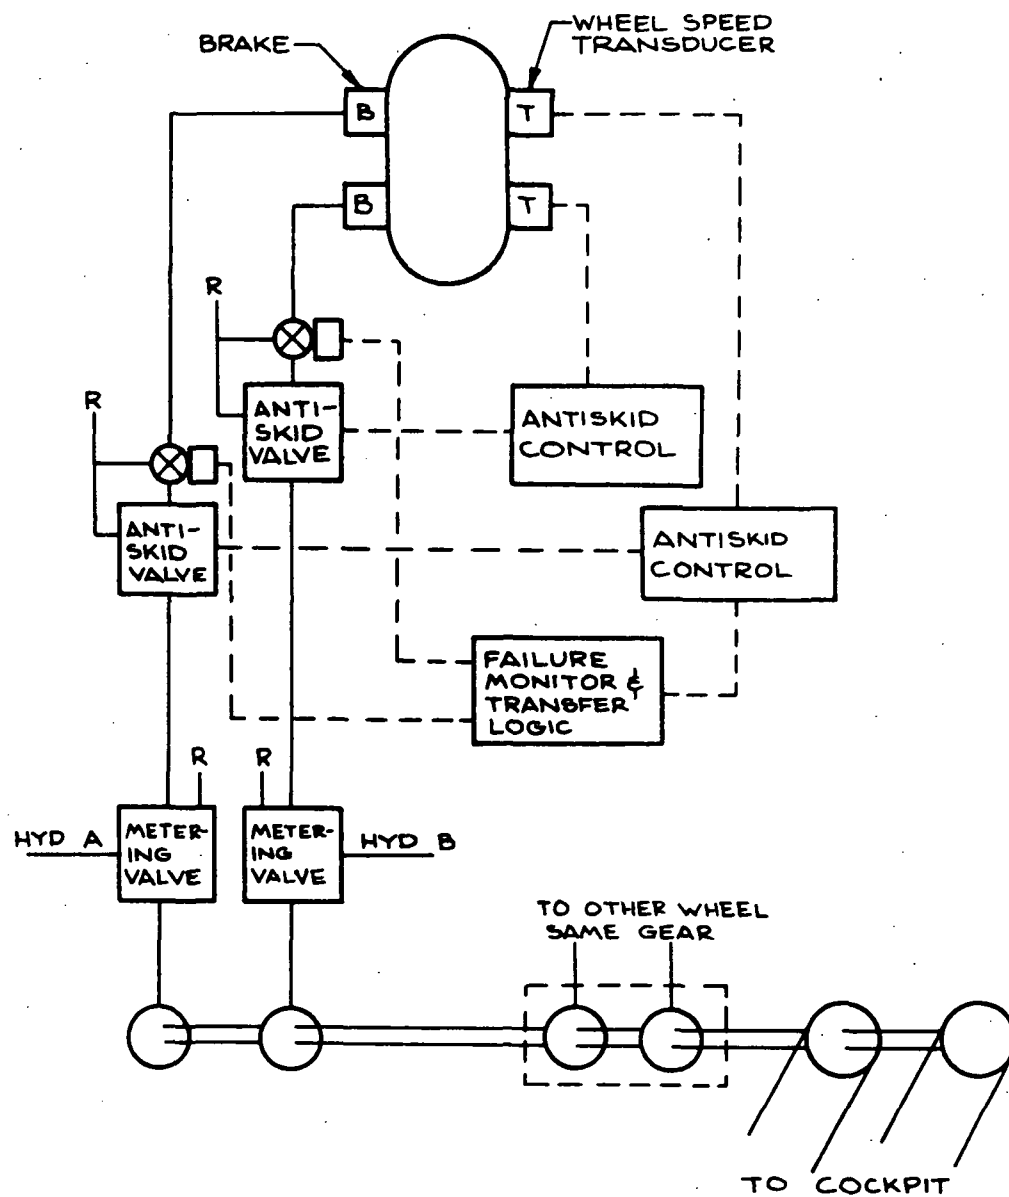 BRAKE
WHEEL SPEED
TRANSDUCER
B
T
B
T
R
R
ANTI-
SKID
VALVE
ANTISKID
CONTROL
ANTI-
SKID
VALVE
ANTISKID
CONTROL
FAILURE
MONITOR &
TRANSFER
LOGIC
R
R
HYD A
METER-
ING
VALVE
METER-
ING
VALVE
HYD B
TO OTHER WHEEL
SAME GEAR
TO COCKPIT